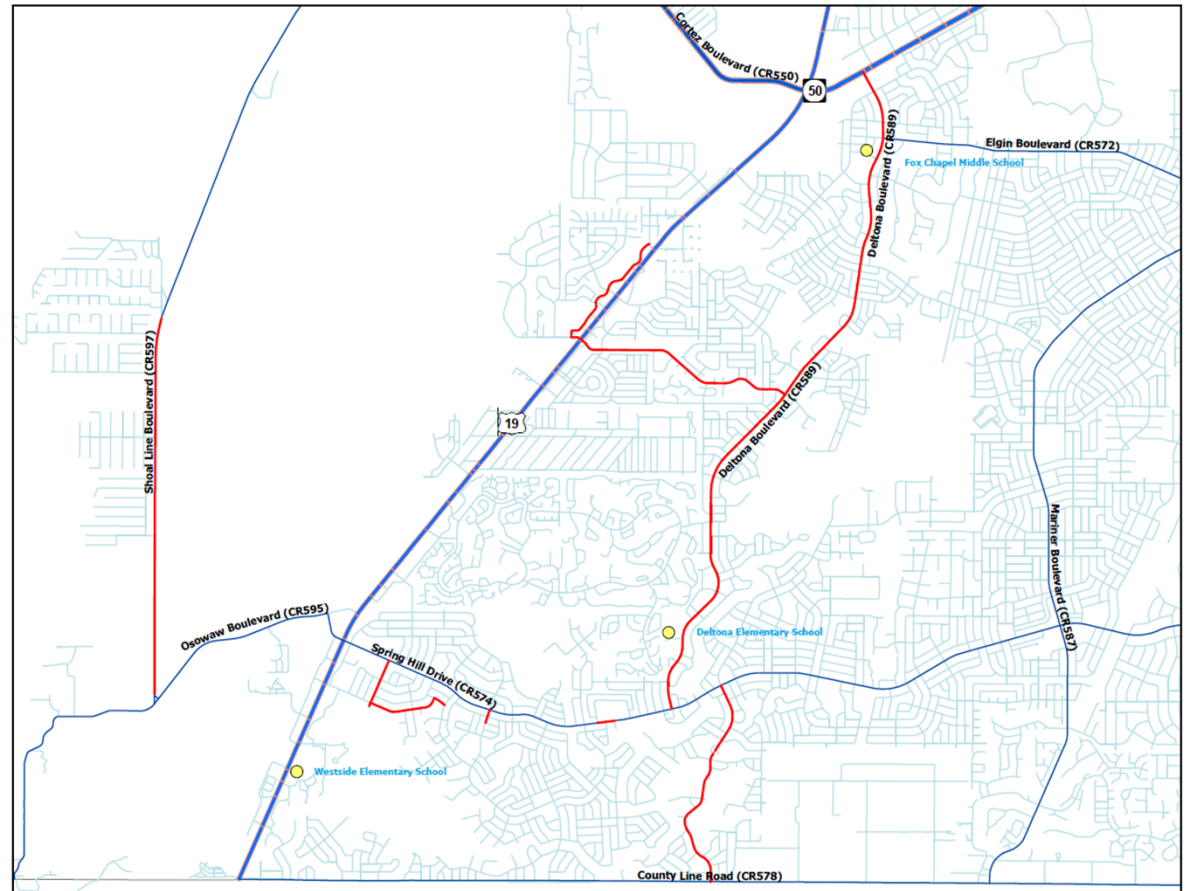 Cortez Boulevard (CR550)
50
Elgin Boulevard (CR572)
Fox Chapel Middle School
Deltona Boulevard (CR589)
Shoal Line Boulevard (CR597)
19
Deltona Boulevard (CR589)
Mariner Boulevard (CR587)
Osowaw Boulevard (CR595)
Deltona Elementary School
Spring Hill Drive (CR574)
Westside Elementary School
County Line Road (CR578)